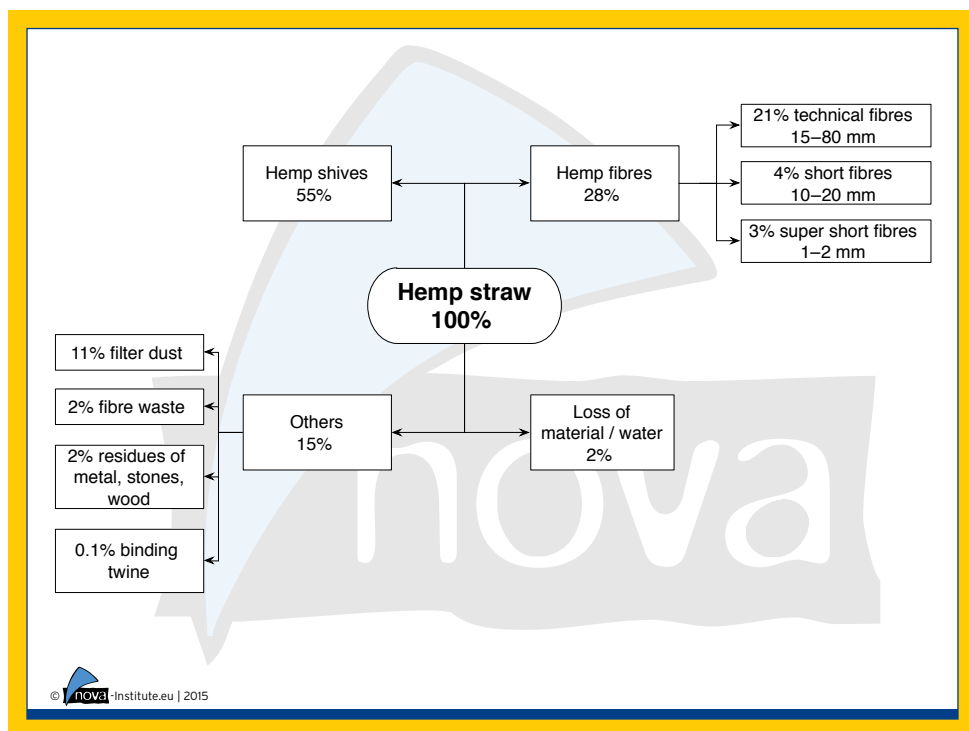 Hemp shives
55%
Hemp fibres
28%
21% technical fibres
15–80 mm
4% short fibres
10–20 mm
3% super short fibres
1–2 mm
Hemp straw
100%
11% filter dust
2% fibre waste
2% residues of
metal, stones,
wood
0.1% binding
twine
Others
15%
Loss of
material / water
2%
nova
© nova-Institute.eu | 2015